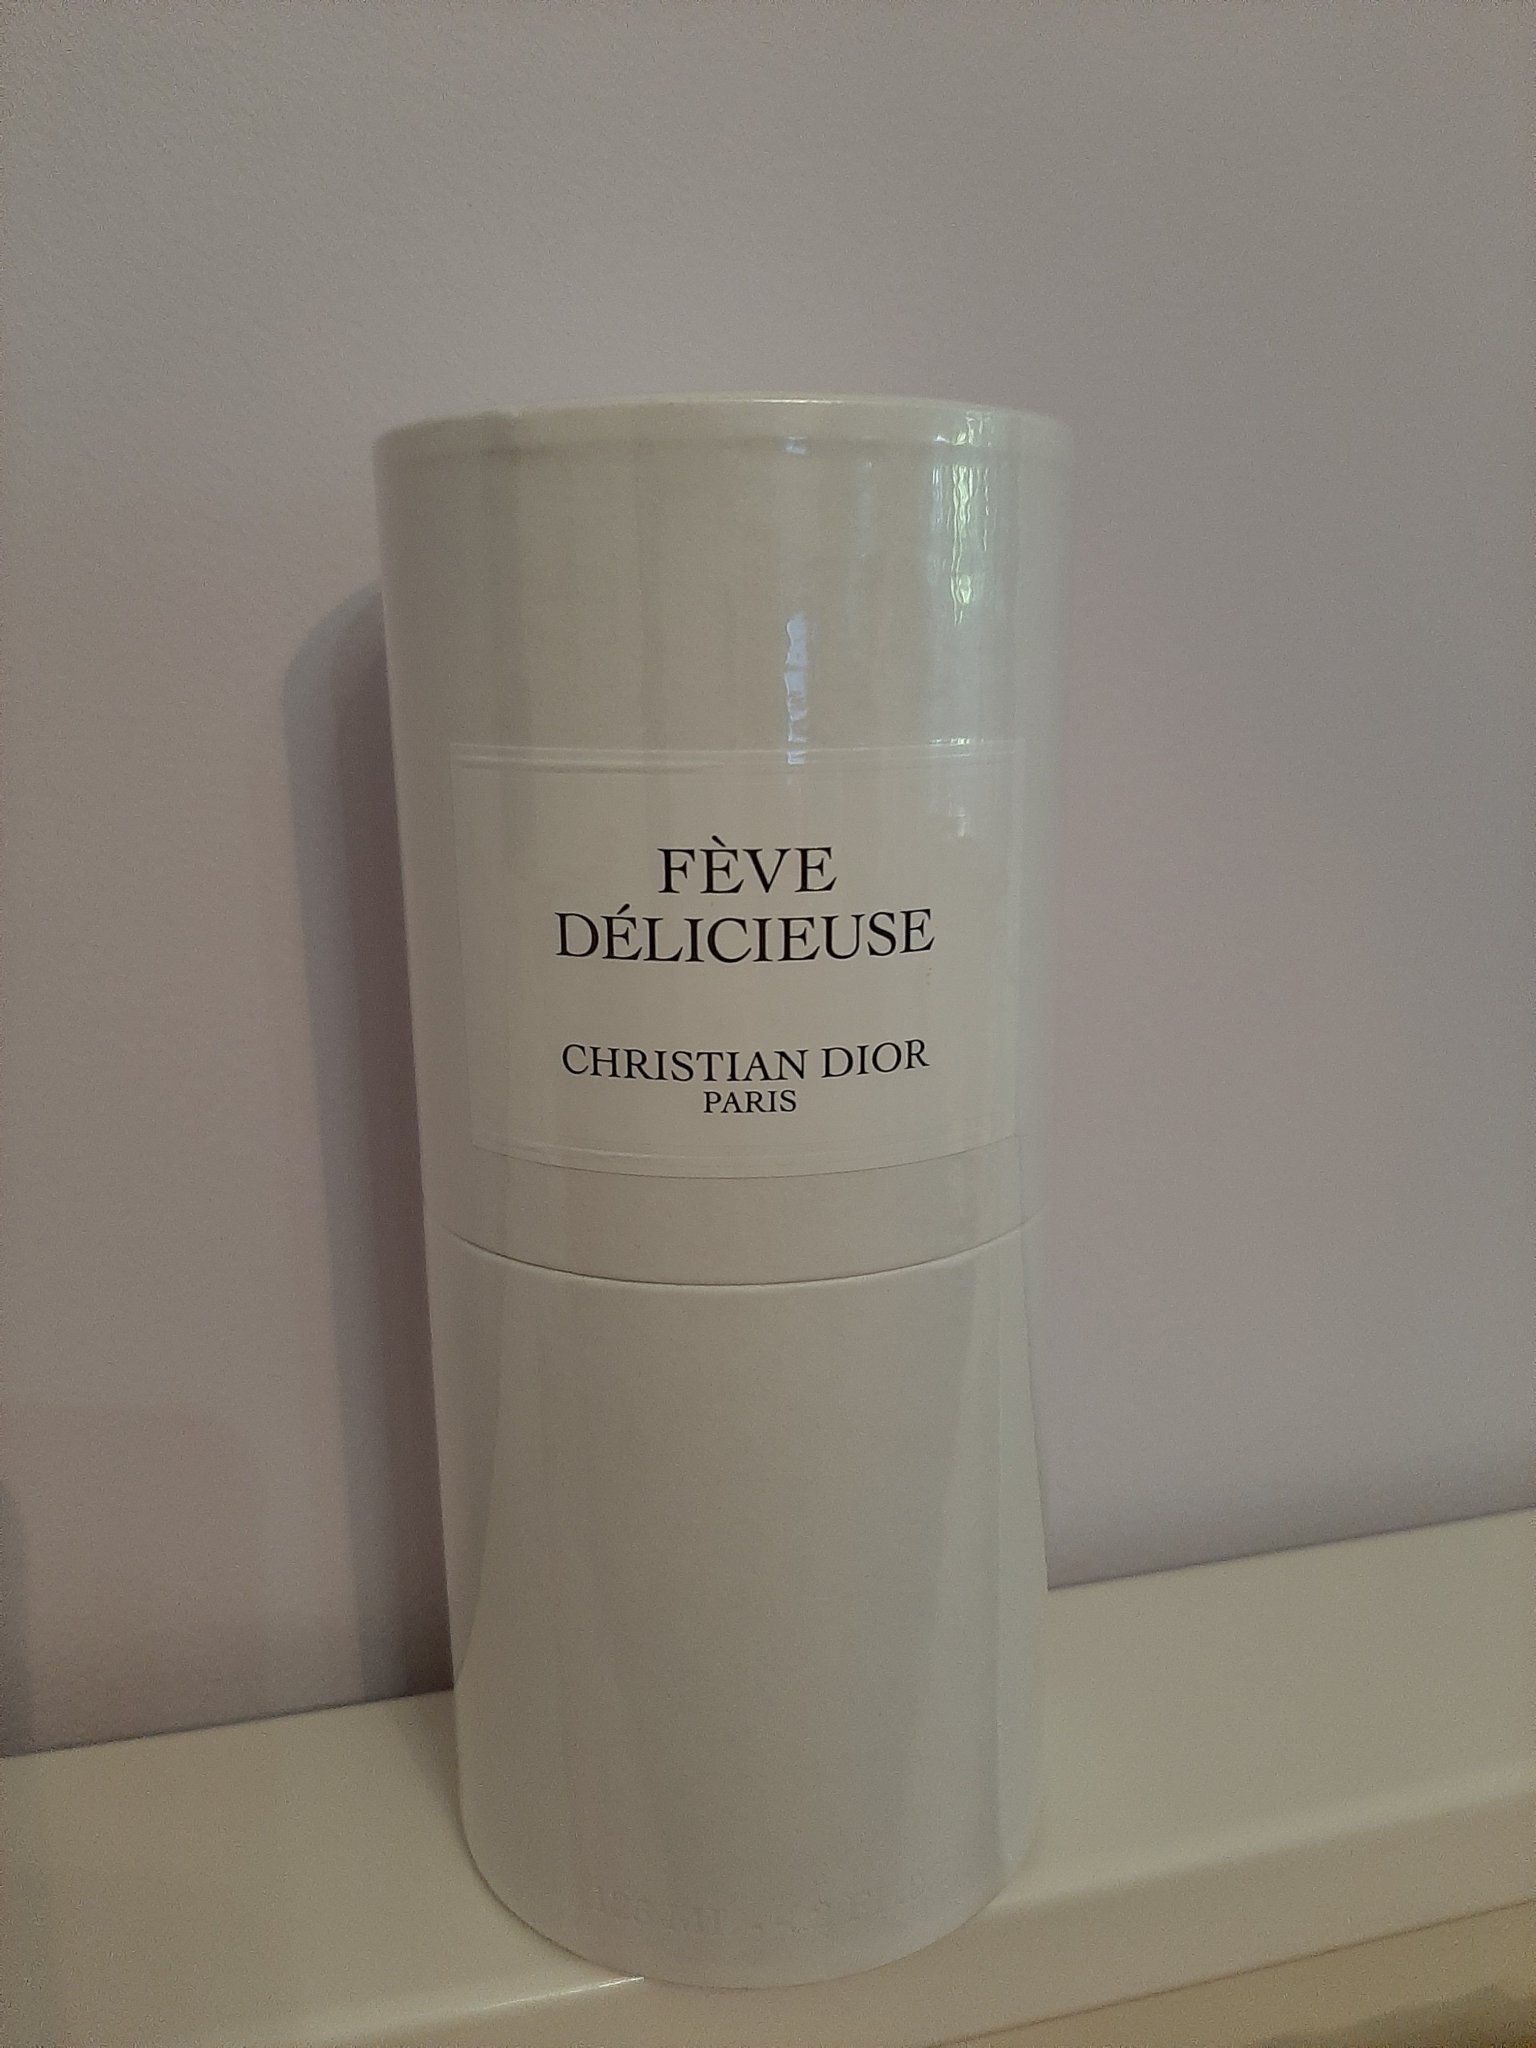 FÈVE
DÉLICIEUSE
CHRISTIAN DIOR
PARIS